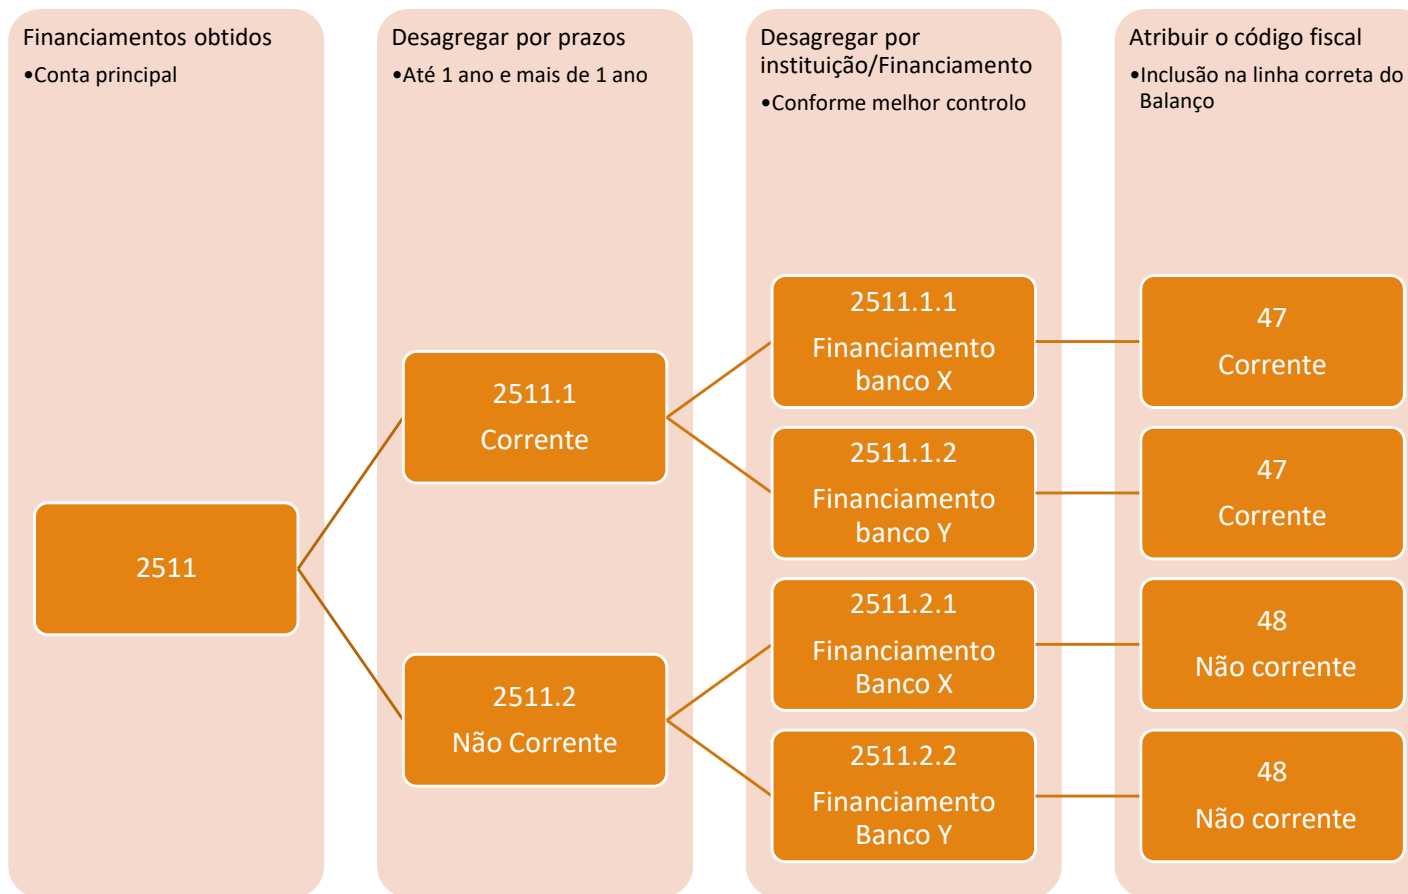 Financiamentos obtidos
•Conta principal
2511
Desagregar por prazos
•Até 1 ano e mais de 1 ano
2511.1
Corrente
2511.2
Não Corrente
Desagregar por
instituição/Financiamento
•Conforme melhor controlo
2511.1.1
Financiamento
banco X
2511.1.2
Financiamento
banco Y
2511.2.1
Financiamento
Banco X
2511.2.2
Financiamento
Banco Y
Atribuir o código fiscal
•Inclusão na linha correta do
Balanço
47
Corrente
47
Corrente
48
Não corrente
48
Não corrente